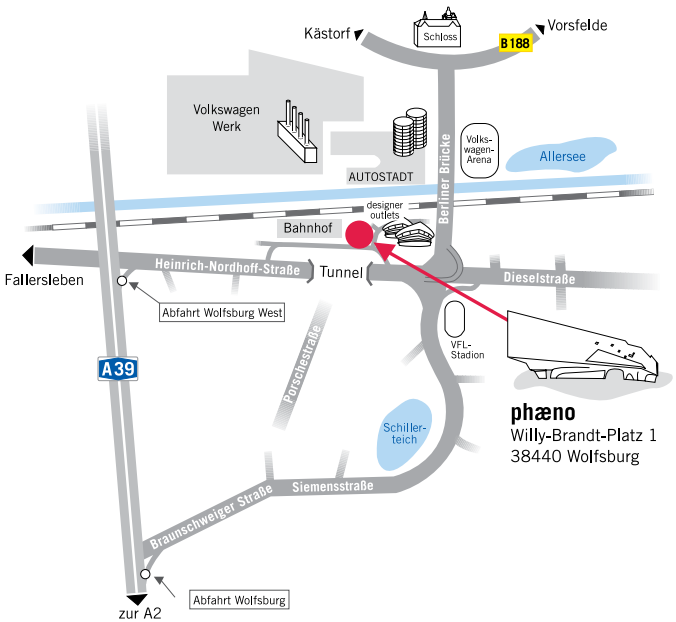 Kästorf
Schloss
Vorsfelde
B188
Volkswagen
Werk
Volks-
wagen-
Arena
Allersee
AUTOSTADT
Berliner Brücke
designer
outlets
Bahnhof
Fallersleben
Heinrich-Nordhoff-Straße
Tunnel
Dieselstraße
Abfahrt Wolfsburg West
VFL-
Stadion
A39
Porschestraße
phæno
Willy-Brandt-Platz 1
38440 Wolfsburg
Schiller-
teich
Siemensstraße
Braunschweiger Straße
Abfahrt Wolfsburg
zur A2